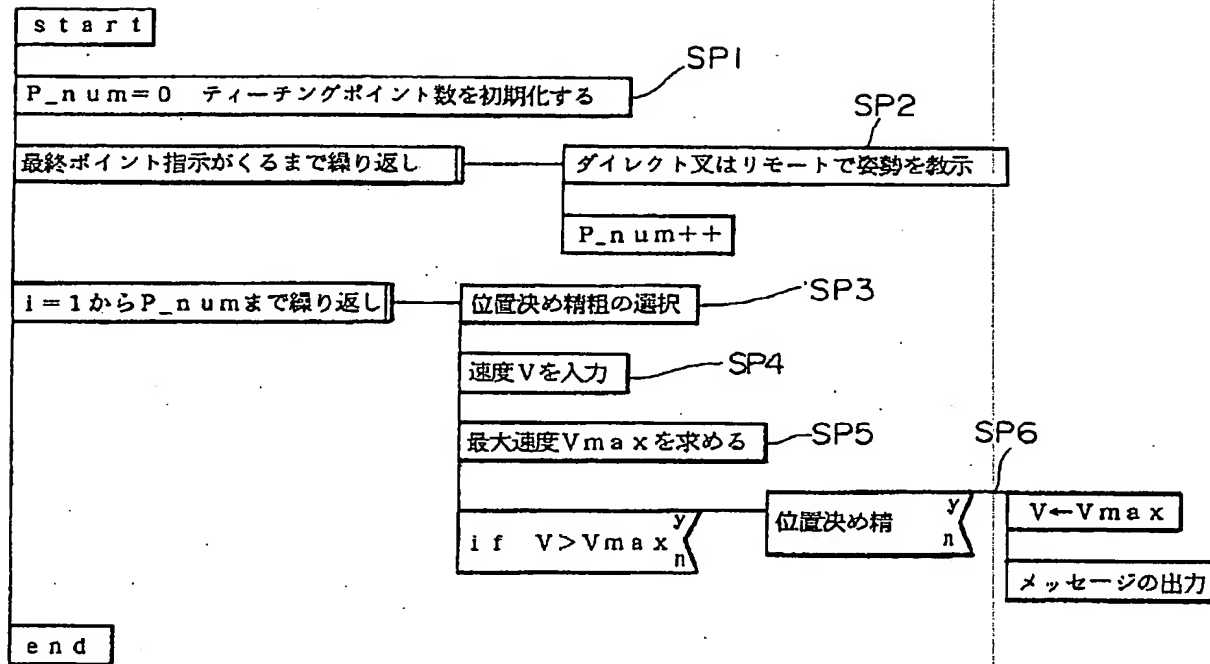 start
SP1
P_num=0 ティーチングポイント数を初期化する
SP2
最終ポイント指示がくるまで繰り返し
ダイレクト又はリモートで姿勢を教示
P_num++
i=1からP_numまで繰り返し
位置決め精粗の選択
SP3
速度Vを入力
SP4
最大速度Vmaxを求める
SP5
SP6
if V>Vmax
y
n
位置決め精
y
n
V←Vmax
メッセージの出力
end